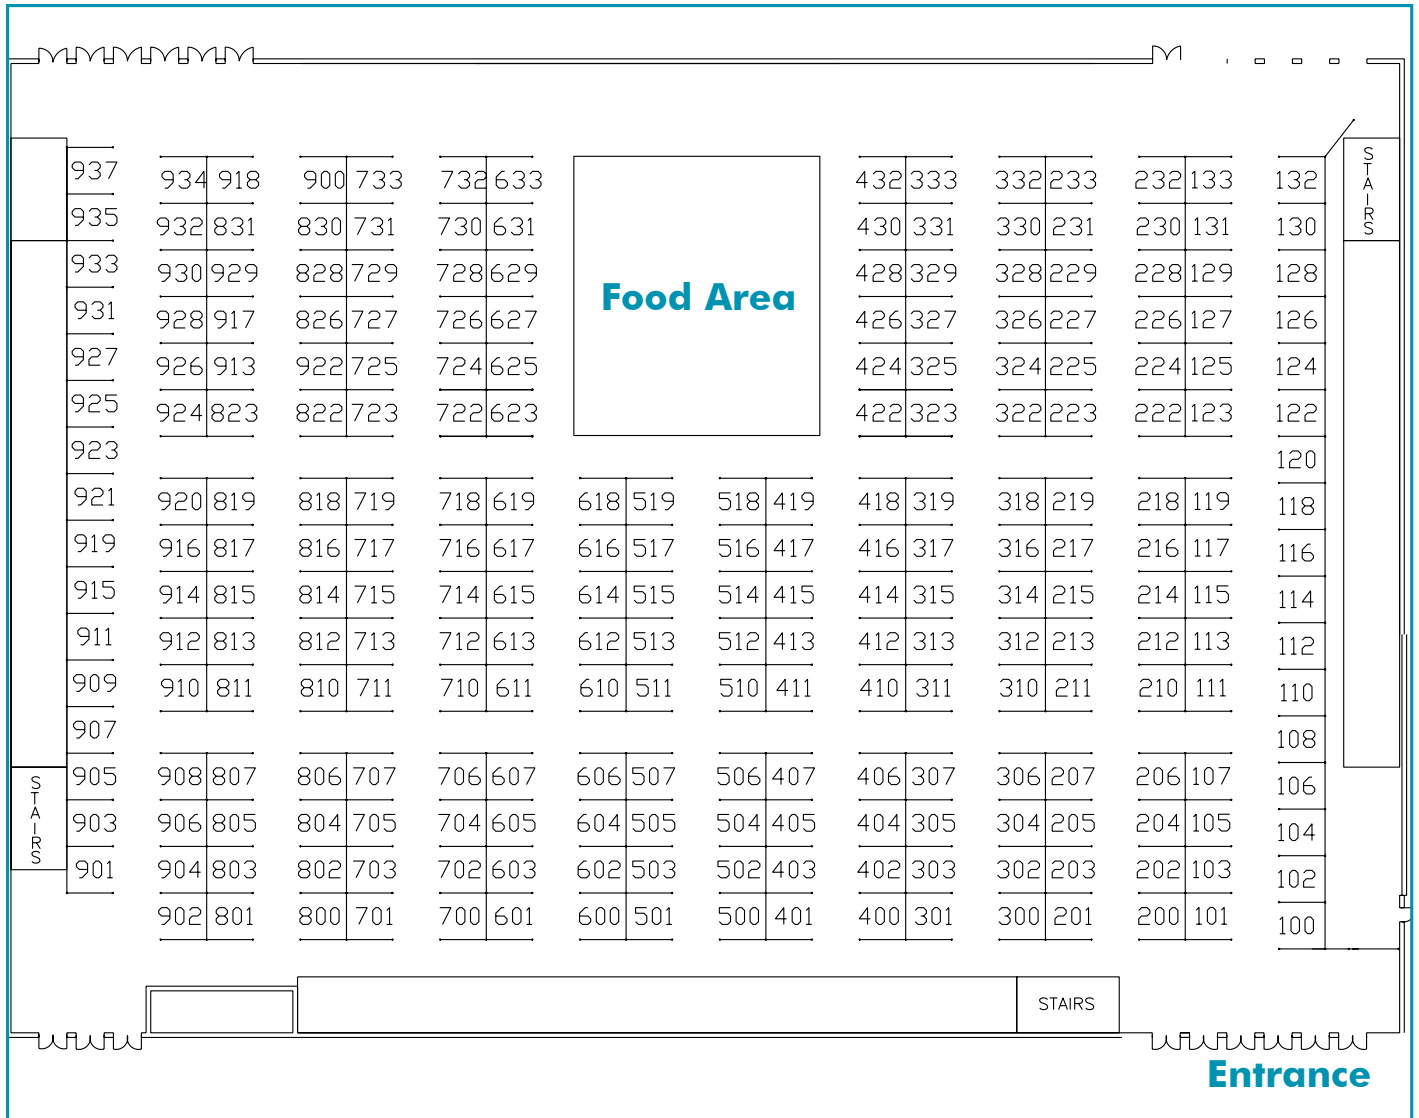 937
934 918 900 733 732 633 432 333 332 233 232 133 132
STAIRS
935
932 831 830 731 730 631 430 331 330 231 230 131 130
933
930 929 828 729 728 629 428 329 328 229 228 129 128
Food Area
931
928 917 826 727 726 627 426 327 326 227 226 127 126
927
926 913 922 725 724 625 424 325 324 225 224 125 124
925
924 823 822 723 722 623 422 323 322 223 222 123 122
923
120
921
920 819 818 719 718 619 618 519 518 419 418 319 318 219 218 119 118
919
916 817 816 717 716 617 616 517 516 417 416 317 316 217 216 117 116
915
914 815 814 715 714 615 614 515 514 415 414 315 314 215 214 115 114
911
912 813 812 713 712 613 612 513 512 413 412 313 312 213 212 113 112
909
910 811 810 711 710 611 610 511 510 411 410 311 310 211 210 111 110
907
108
905 908 807 806 707 706 607 606 507 506 407 406 307 306 207 206 107 106
STAIRS
903 906 805 804 705 704 605 604 505 504 405 404 305 304 205 204 105 104
901 904 803 802 703 702 603 602 503 502 403 402 303 302 203 202 103 102
902 801 800 701 700 601 600 501 500 401 400 301 300 201 200 101 100
STAIRS
Entrance